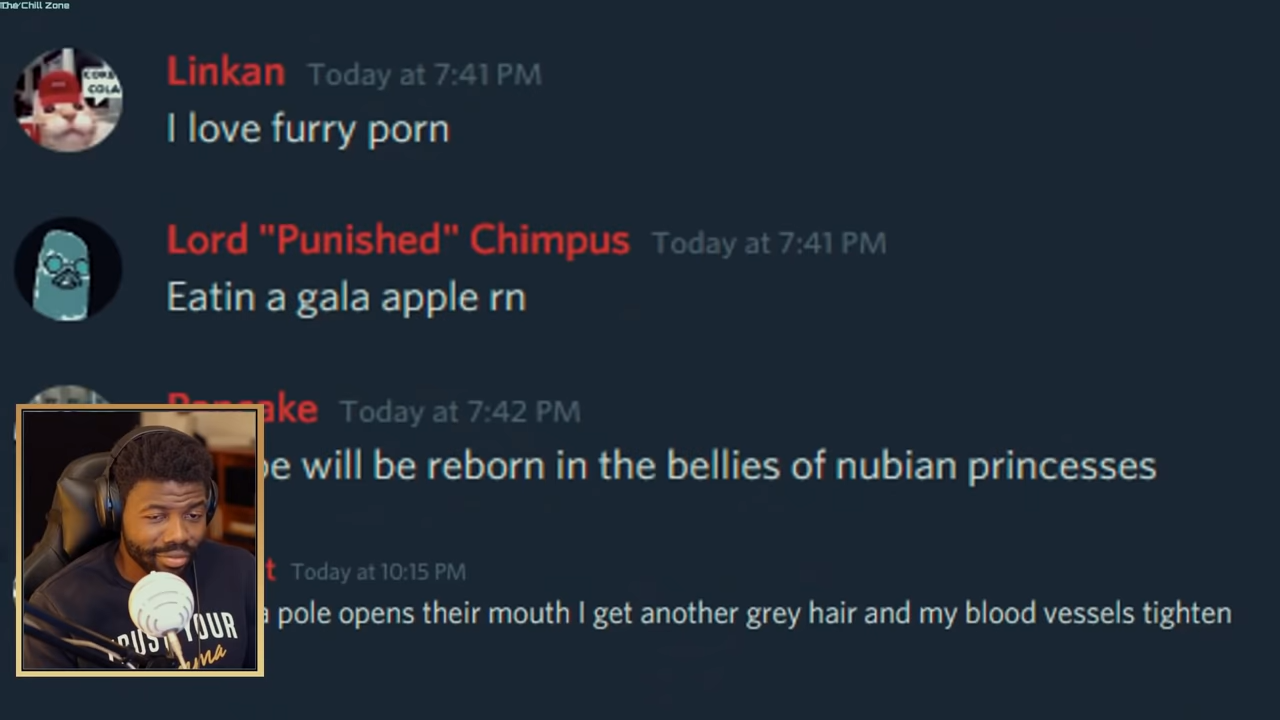 The Chill Zone
Linkan Today at 7:41 PM
CORE
COLA
I love furry porn
Lord "Punished" Chimpus Today at 7:41 PM
Eatin a gala apple rn
Pancake Today at 7:42 PM
will be reborn in the bellies of nubian princesses
Today at 10:15 PM
a pole opens their mouth I get another grey hair and my blood vessels tighten
TRUST YOUR